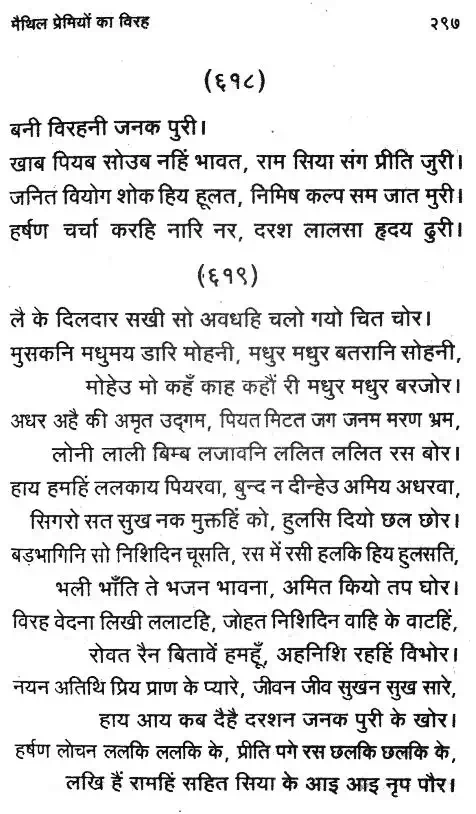 मैथिल प्रेमियों का विरह २९७
(६१८)
बनी विरहनी जनक पुरी।
खाब पियब सोउब नहिं भावत, राम सिया संग प्रीति जुरी।
जनित वियोग शोक हिय हूलत, निमिष कल्प सम जात मुरी।
हर्षण चर्चा करहि नारि नर, दरश लालसा हृदय ढुरी।
(६१९)
लै के दिलदार सखी सो अवधहि चलो गयो चित चोर।
मुसकनि मधुमय डारि मोहनी, मधुर मधुर बतरानि सोहनी,
मोहेउ मो कहँ काह कहौं री मधुर मधुर बरजोर।
अधर अहै की अमृत उद्‌गम, पियत मिटत जग जनम मरण भ्रम,
लोनी लाली बिम्ब लजावनि ललित ललित रस बोर।
हाय हमहिं ललकाय पियरवा, बुन्द न दीन्हेउ अमिय अधरवा,
सिगरो सत सुख नक मुक्तहिं को, हुलसि दियो छल छोर।
बड़भागिनि सो निशिदिन चूसति, रस में रसी हलकि हिय हुलसति,
भली भाँति ते भजन भावना, अमित कियो तप घोर।
विरह वेदना लिखी ललाटहि, जोहत निशिदिन वाहि के वाटहिं,
रोवत रैन बितावें हमहूँ, अहनिशि रहहिं विभोर।
नयन अतिथि प्रिय प्राण के प्यारे, जीवन जीव सुखन सुख सारे,
हाय आय कब दैहै दरशन जनक पुरी के खोर।
हर्षण लोचन ललकि ललकि के, प्रीति पगे रस छलकि छलकि के,
लखि हैं रामहिं सहित सिया के आइ आइ नृप पौर।